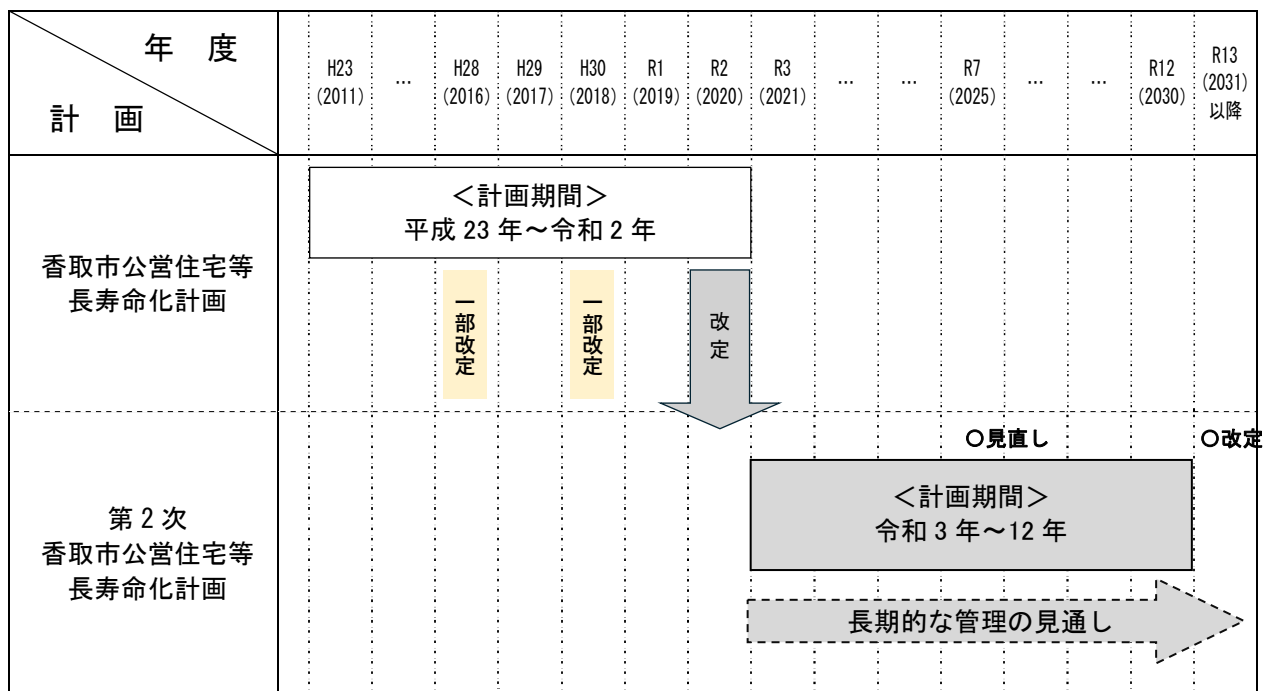 年 度
計 画
H23
(2011)
…
H28
(2016)
H29
(2017)
H30
(2018)
R1
(2019)
R2
(2020)
R3
(2021)
…
…
R7
(2025)
…
…
R12
(2030)
R13
(2031)
以降
香取市公営住宅等
長寿命化計画
＜計画期間＞
平成 23 年～令和 2 年
一部改定
一部改定
改定
第 2 次
香取市公営住宅等
長寿命化計画
○見直し
○改定
＜計画期間＞
令和 3 年～12 年
長期的な管理の見通し